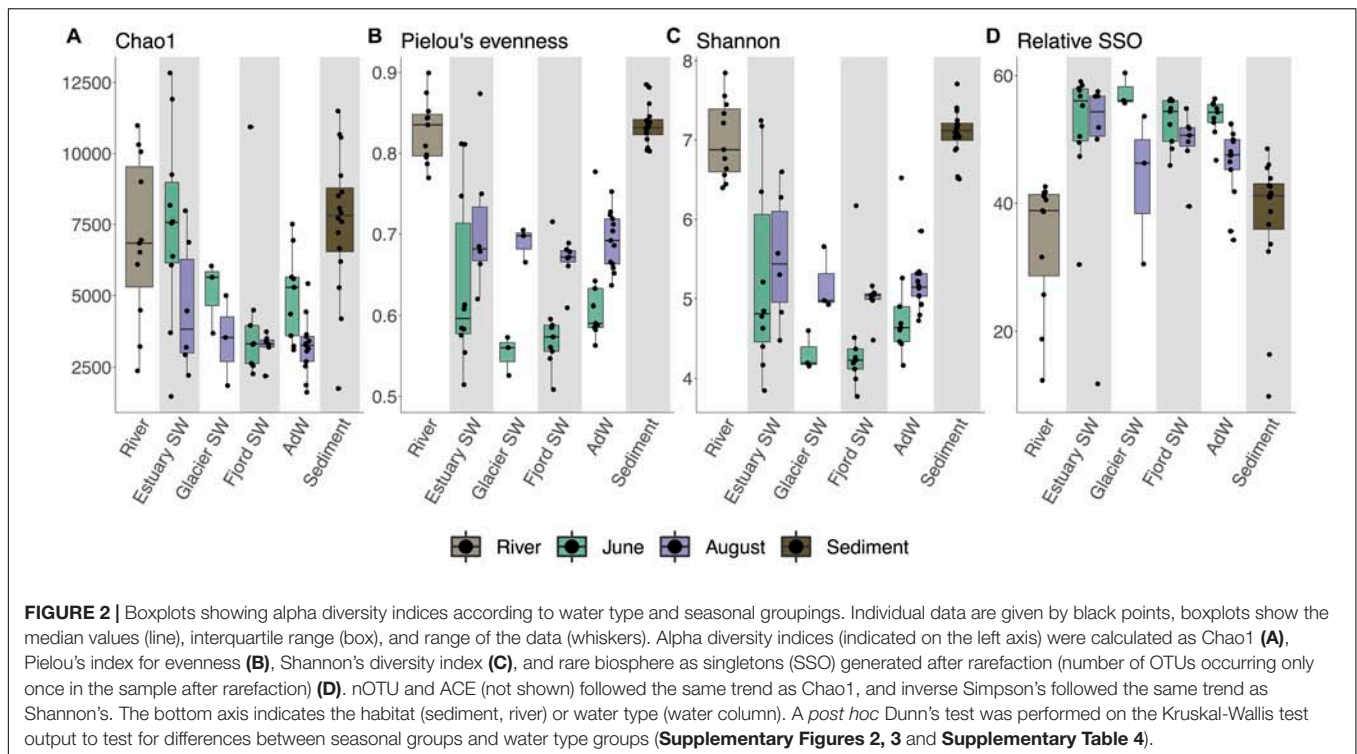 A Chao1
B Pielou's evenness
C Shannon
D Relative SSO
12500
10000
7500
5000
2500
0.9
0.8
0.7
0.6
0.5
8
7
6
5
4
60
40
20
River
Estuary SW
Glacier SW
Fjord SW
AdW
Sediment
River
Estuary SW
Glacier SW
Fjord SW
AdW
Sediment
River
Estuary SW
Glacier SW
Fjord SW
AdW
Sediment
River
Estuary SW
Glacier SW
Fjord SW
AdW
Sediment
River June August Sediment
FIGURE 2 | Boxplots showing alpha diversity indices according to water type and seasonal groupings. Individual data are given by black points, boxplots show the
median values (line), interquartile range (box), and range of the data (whiskers). Alpha diversity indices (indicated on the left axis) were calculated as Chao1 (A),
Pielou's index for evenness (B), Shannon's diversity index (C), and rare biosphere as singletons (SSO) generated after rarefaction (number of OTUs occurring only
once in the sample after rarefaction) (D). nOTU and ACE (not shown) followed the same trend as Chao1, and inverse Simpson's followed the same trend as
Shannon's. The bottom axis indicates the habitat (sediment, river) or water type (water column). A post hoc Dunn's test was performed on the Kruskal-Wallis test
output to test for differences between seasonal groups and water type groups (Supplementary Figures 2, 3 and Supplementary Table 4).